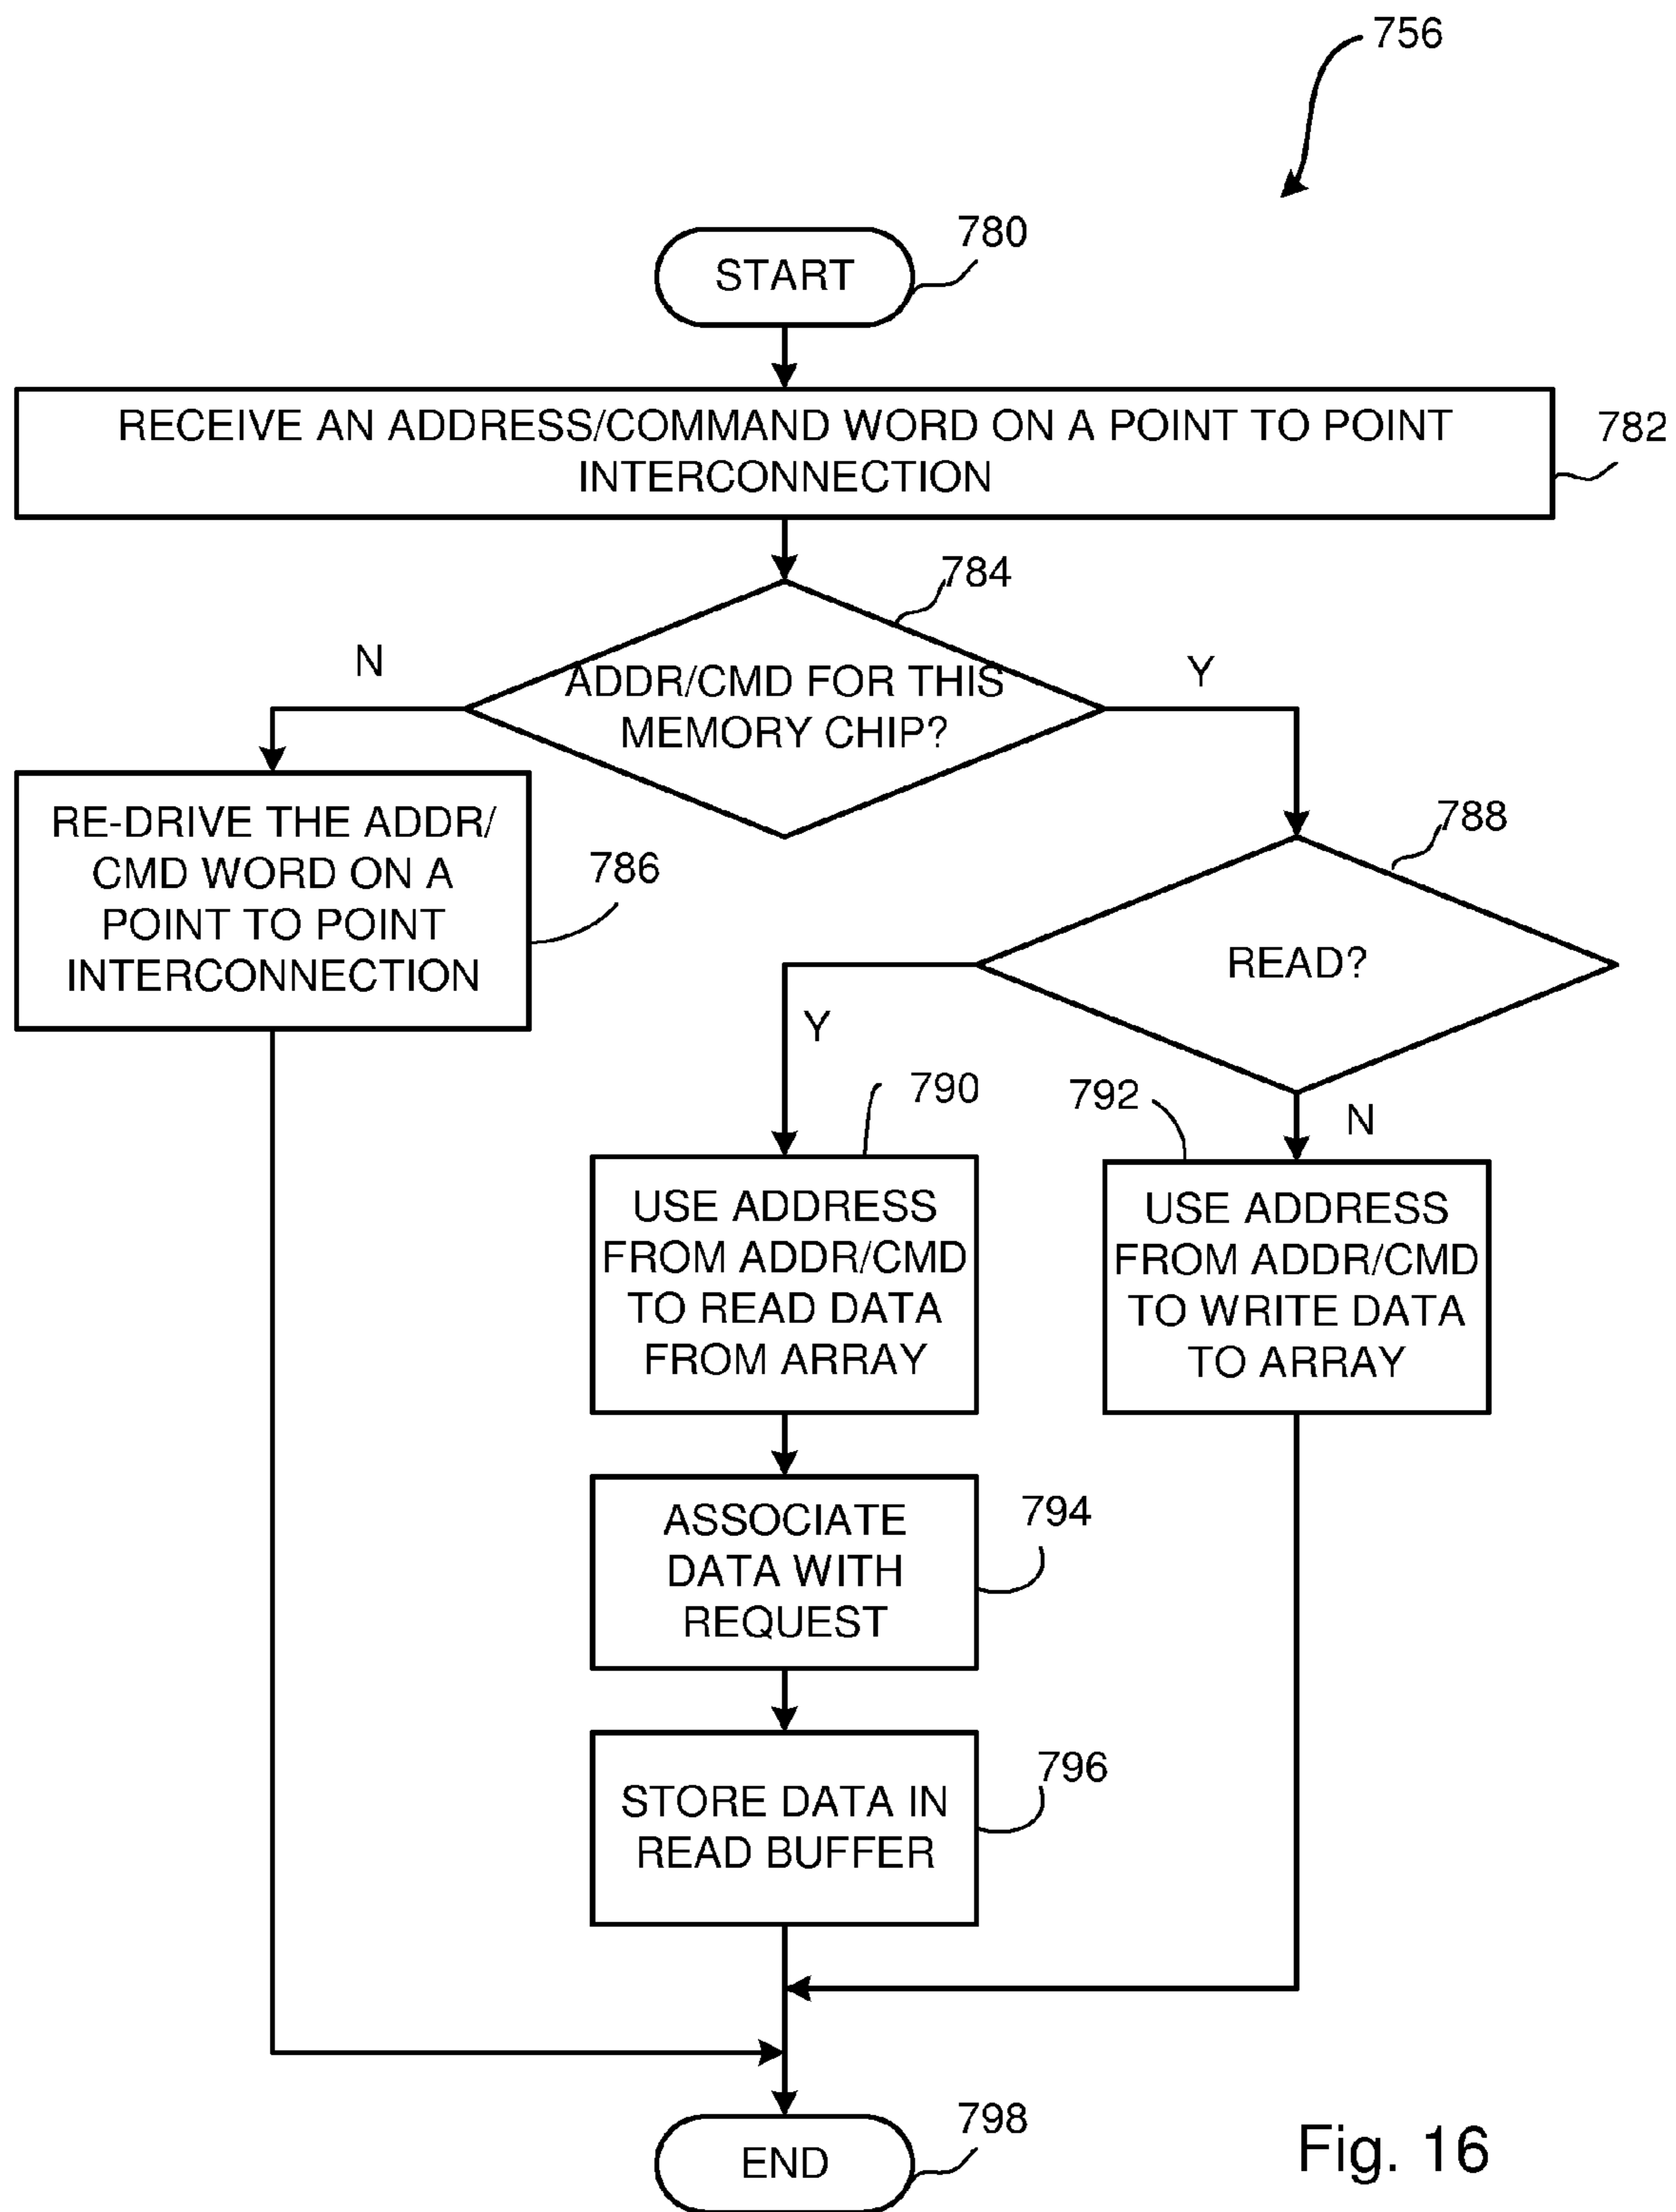 756
780
START
RECEIVE AN ADDRESS/COMMAND WORD ON A POINT TO POINT
INTERCONNECTION
782
784
N
ADDR/CMD FOR THIS
MEMORY CHIP?
Y
RE-DRIVE THE ADDR/
CMD WORD ON A
POINT TO POINT
INTERCONNECTION
786
788
READ?
Y
N
790
792
USE ADDRESS
FROM ADDR/CMD
TO READ DATA
FROM ARRAY
USE ADDRESS
FROM ADDR/CMD
TO WRITE DATA
TO ARRAY
ASSOCIATE
DATA WITH
REQUEST
794
STORE DATA IN
READ BUFFER
796
798
END
Fig. 16